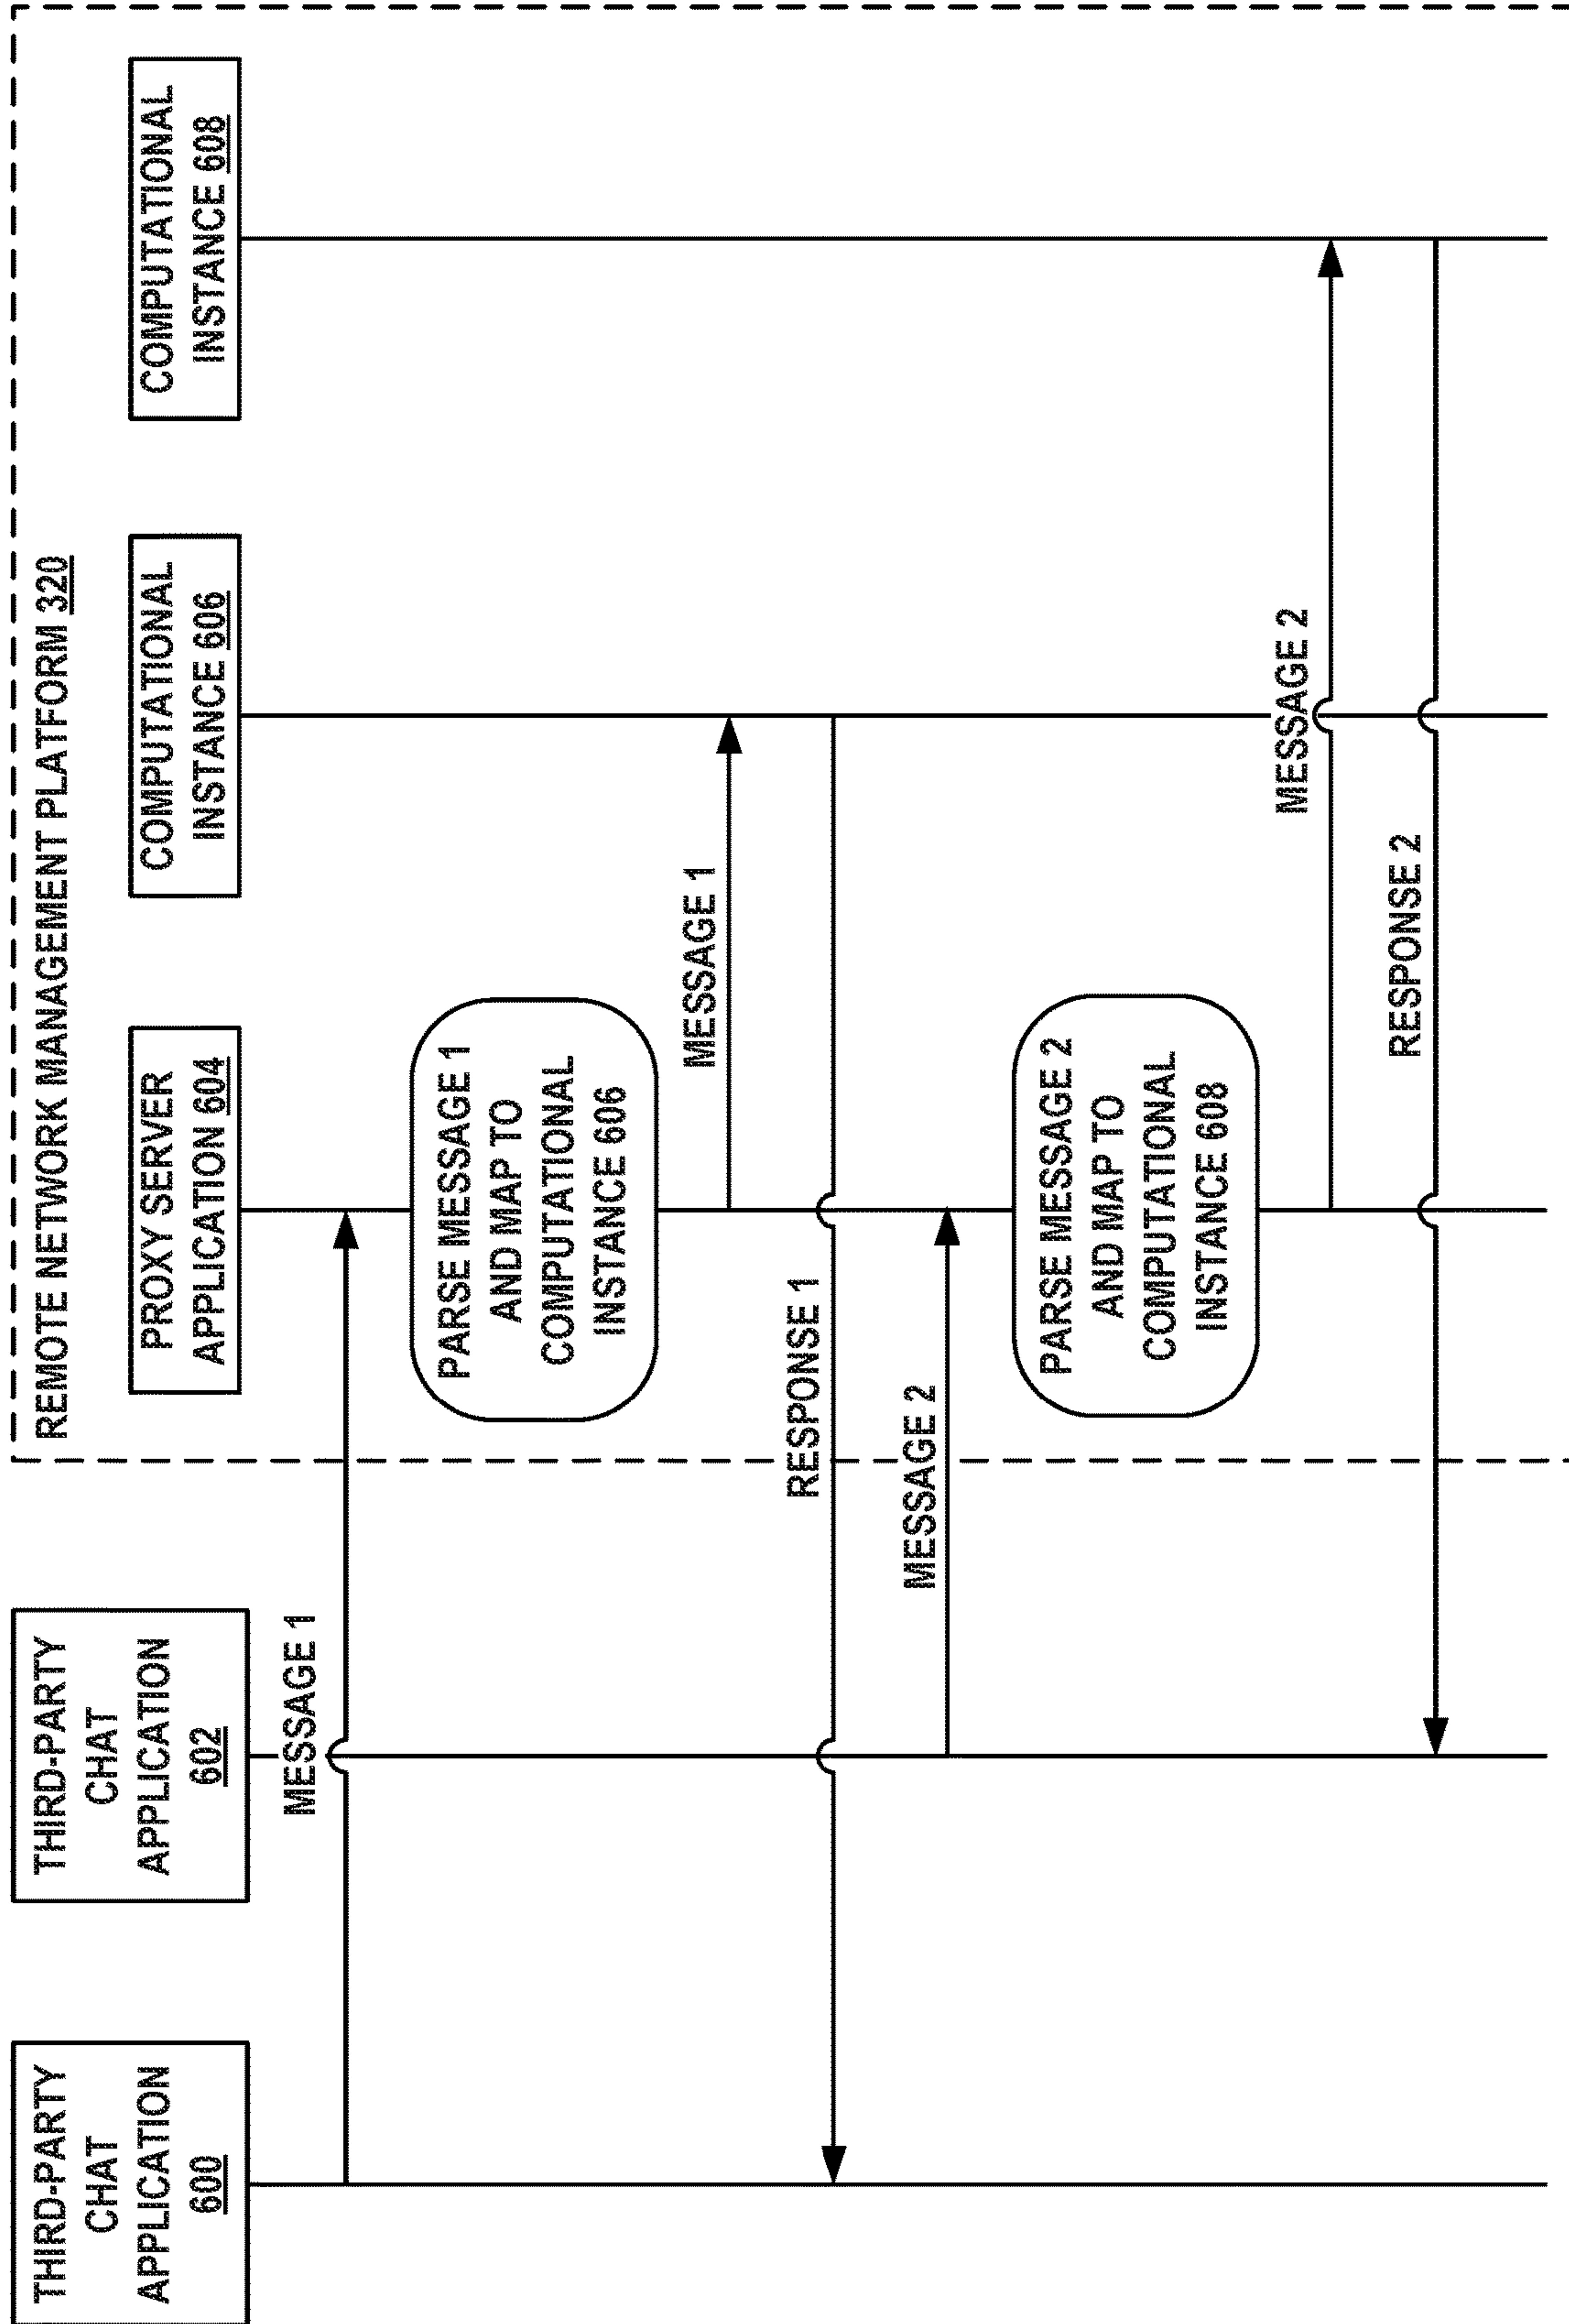 THIRD-PARTY
CHAT
APPLICATION
600
THIRD-PARTY
CHAT
APPLICATION
602
REMOTE NETWORK MANAGEMENT PLATFORM 320
PROXY SERVER
APPLICATION 604
COMPUTATIONAL
INSTANCE 606
COMPUTATIONAL
INSTANCE 608
MESSAGE 1
PARSE MESSAGE 1
AND MAP TO
COMPUTATIONAL
INSTANCE 606
MESSAGE 1
RESPONSE 1
MESSAGE 2
PARSE MESSAGE 2
AND MAP TO
COMPUTATIONAL
INSTANCE 608
MESSAGE 2
RESPONSE 2